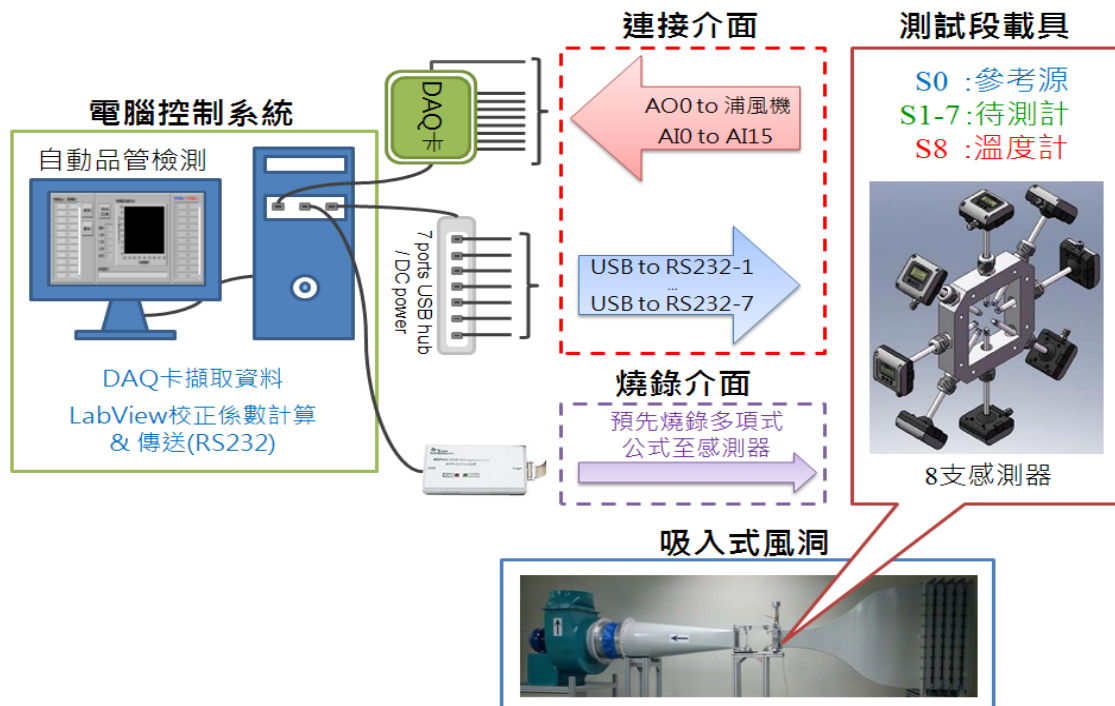 連接介面
測試段載具
電腦控制系統
自動品管檢測
DAQ卡
AO0 to 浦風機
AI0 to AI15
S0 :參考源
S1-7:待測計
S8 :溫度計
7 ports USB hub
/ DC power
USB to RS232-1
...
USB to RS232-7
DAQ卡擷取資料
LabView校正係數計算
& 傳送(RS232)
燒錄介面
預先燒錄多項式
公式至感測器
8支感測器
吸入式風洞